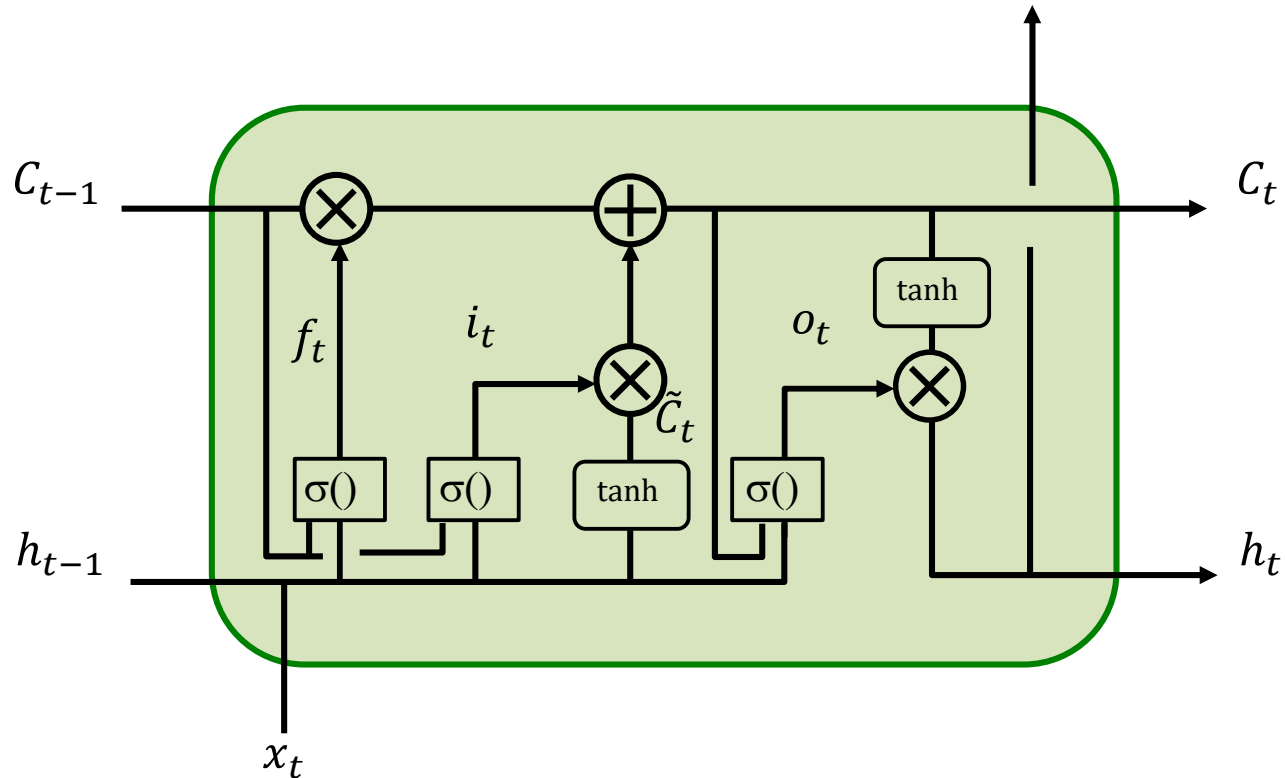 C_{t−1}
C_t
tanh
f_t
i_t
o_t
C̃_t
σ()
σ()
tanh
σ()
h_{t−1}
h_t
x_t